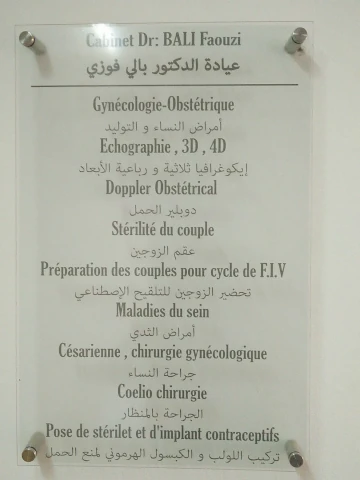 Cabinet Dr: BALI Faouzi
عيادة الدكتور بالي فوزي
Gynécologie-Obstétrique
أمراض النساء و التوليد
Echographie , 3D , 4D
إيكوغرافيا ثلاثية و رباعية الأبعاد
Doppler Obstétrical
دوبلير الحمل
Stérilité du couple
عقم الزوجين
Préparation des couples pour cycle de F.I.V
تحضير الزوجين للتلقيح الإصطناعي
Maladies du sein
أمراض الثدي
Césarienne , chirurgie gynécologique
جراحة النساء
Coelio chirurgie
الجراحة بالمنظار
Pose de stérilet et d'implant contraceptifs
تركيب اللولب و الكبسول الهرموني لمنع الحمل